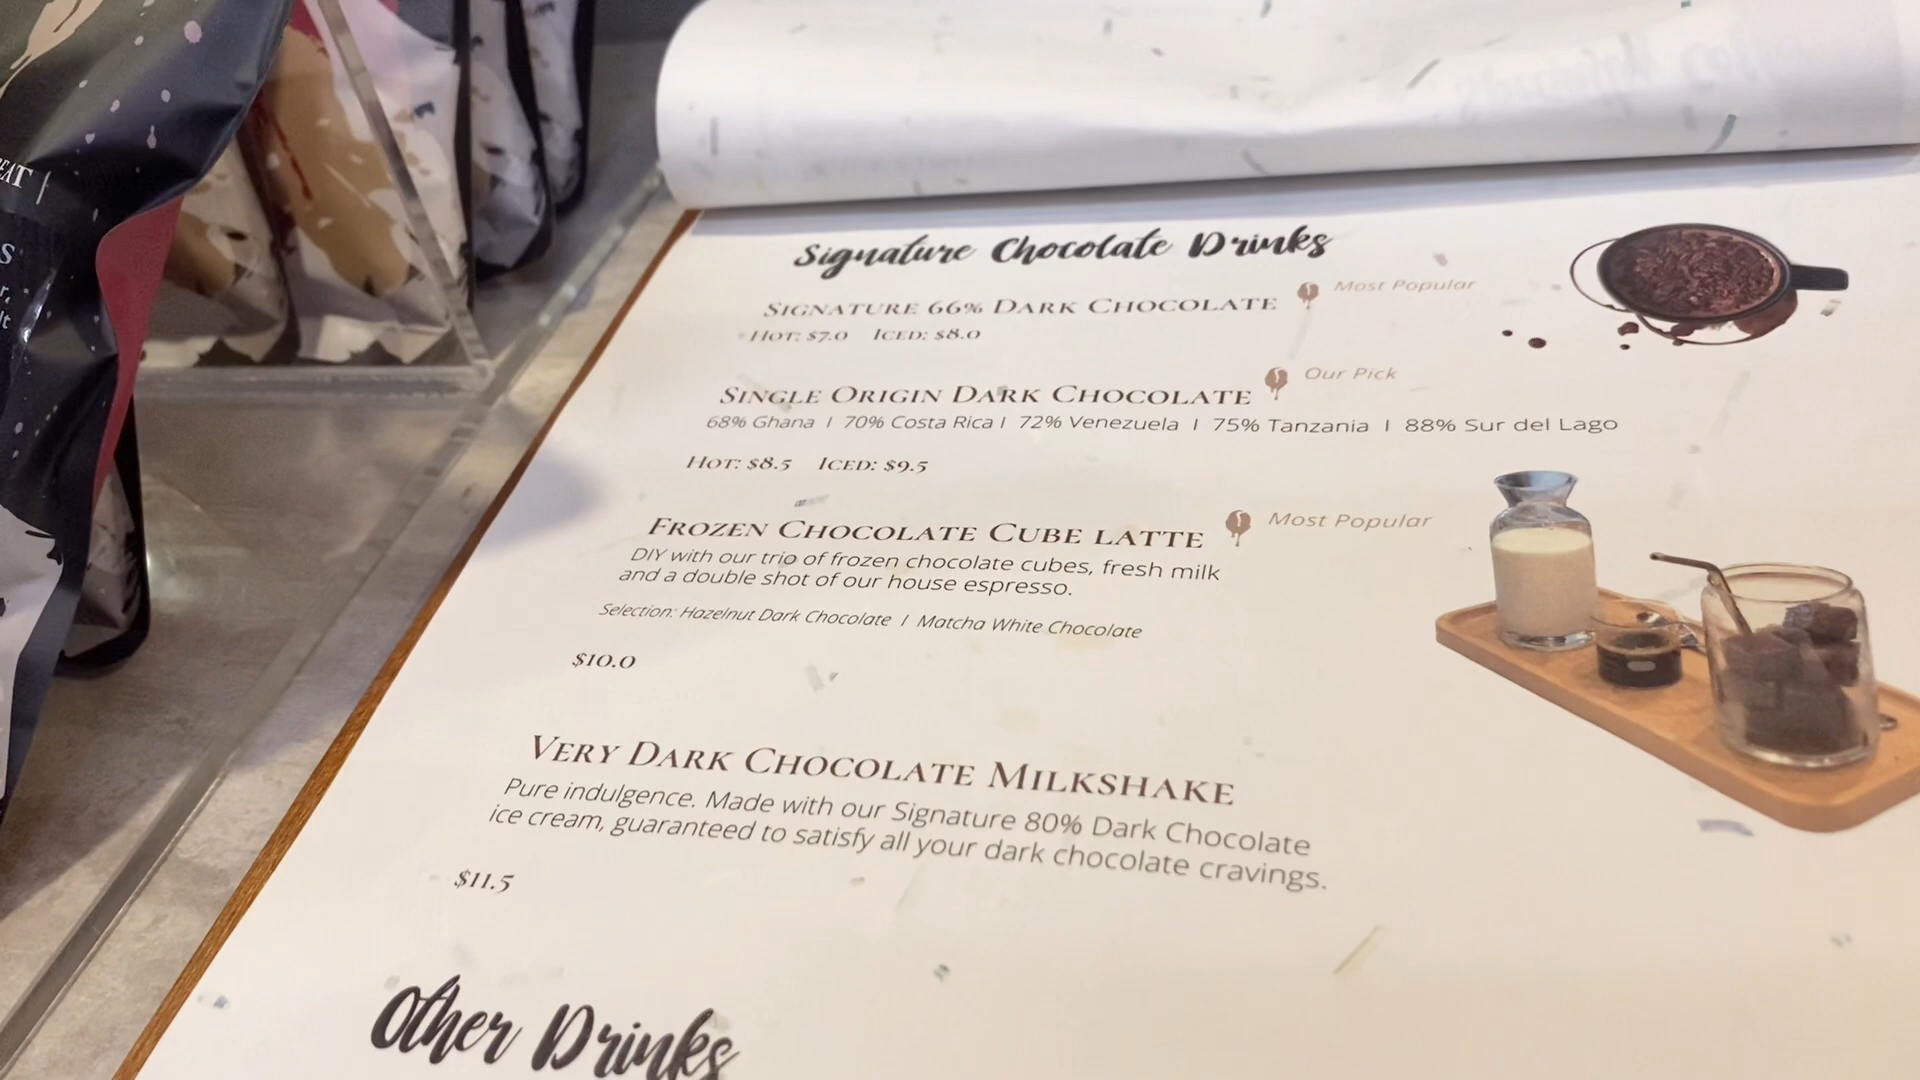 EAT |
Signature Chocolate Drinks
SIGNATURE 66% DARK CHOCOLATE Most Popular
HOT: $7.0 ICED: $8.0
SINGLE ORIGIN DARK CHOCOLATE Our Pick
68% Ghana | 70% Costa Rica | 72% Venezuela | 75% Tanzania | 88% Sur del Lago
HOT: $8.5 ICED: $9.5
FROZEN CHOCOLATE CUBE LATTE Most Popular
DIY with our trio of frozen chocolate cubes, fresh milk
and a double shot of our house espresso.
Selection: Hazelnut Dark Chocolate | Matcha White Chocolate
$10.0
VERY DARK CHOCOLATE MILKSHAKE
Pure indulgence. Made with our Signature 80% Dark Chocolate
ice cream, guaranteed to satisfy all your dark chocolate cravings.
$11.5
Other Drinks